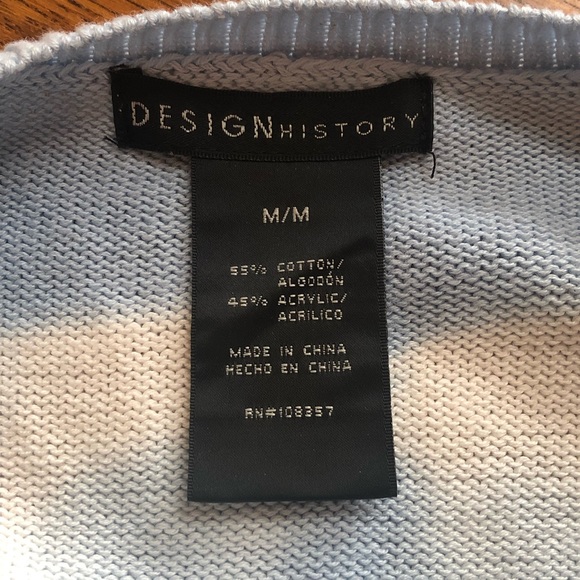 DESIGNHISTORY
M/M
55% COTTON/
ALGODÓN
45% ACRYLIC/
ACRILICO
MADE IN CHINA
HECHO EN CHINA
RN#108357